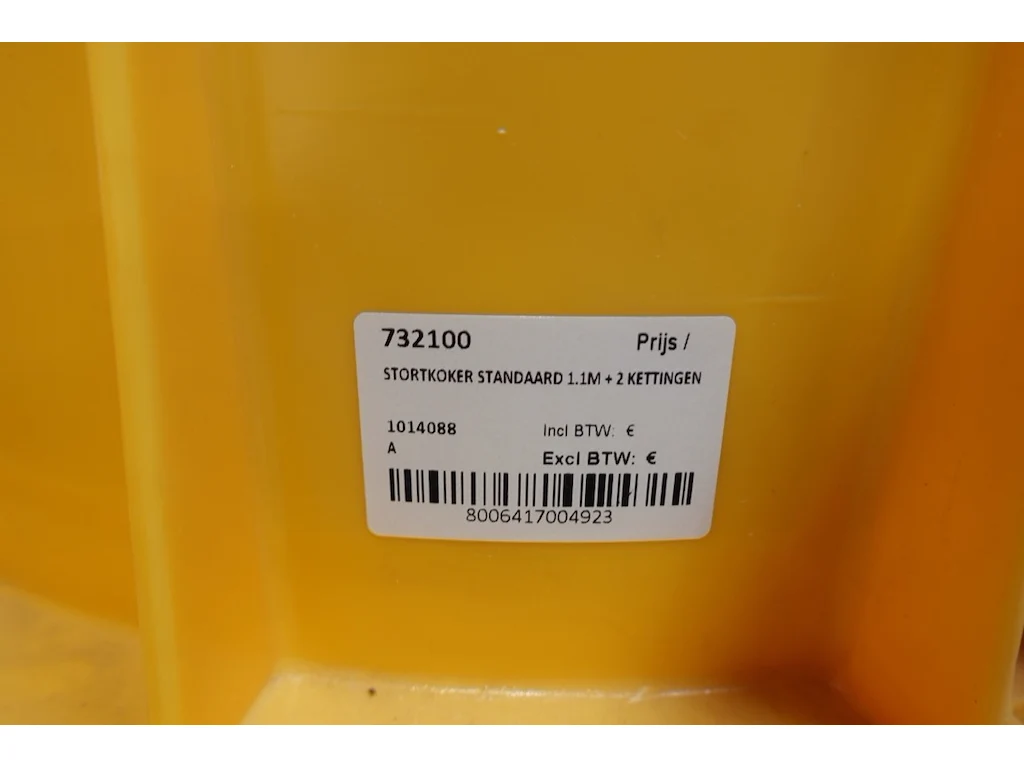 732100 Prijs /
STORTKOKER STANDAARD 1.1M + 2 KETTINGEN
1014088 Incl BTW: €
A Excl BTW: €
8006417004923